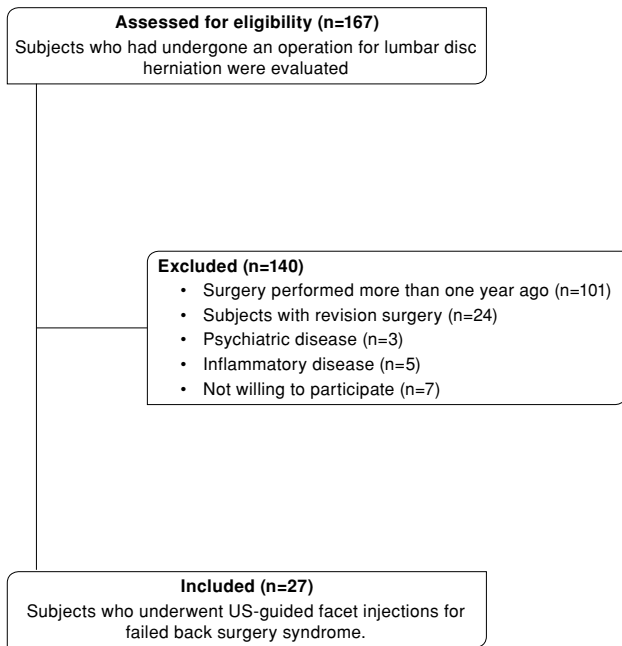 Assessed for eligibility (n=167)
Subjects who had undergone an operation for lumbar disc
herniation were evaluated
Excluded (n=140)
• Surgery performed more than one year ago (n=101)
• Subjects with revision surgery (n=24)
• Psychiatric disease (n=3)
• Inflammatory disease (n=5)
• Not willing to participate (n=7)
Included (n=27)
Subjects who underwent US-guided facet injections for
failed back surgery syndrome.